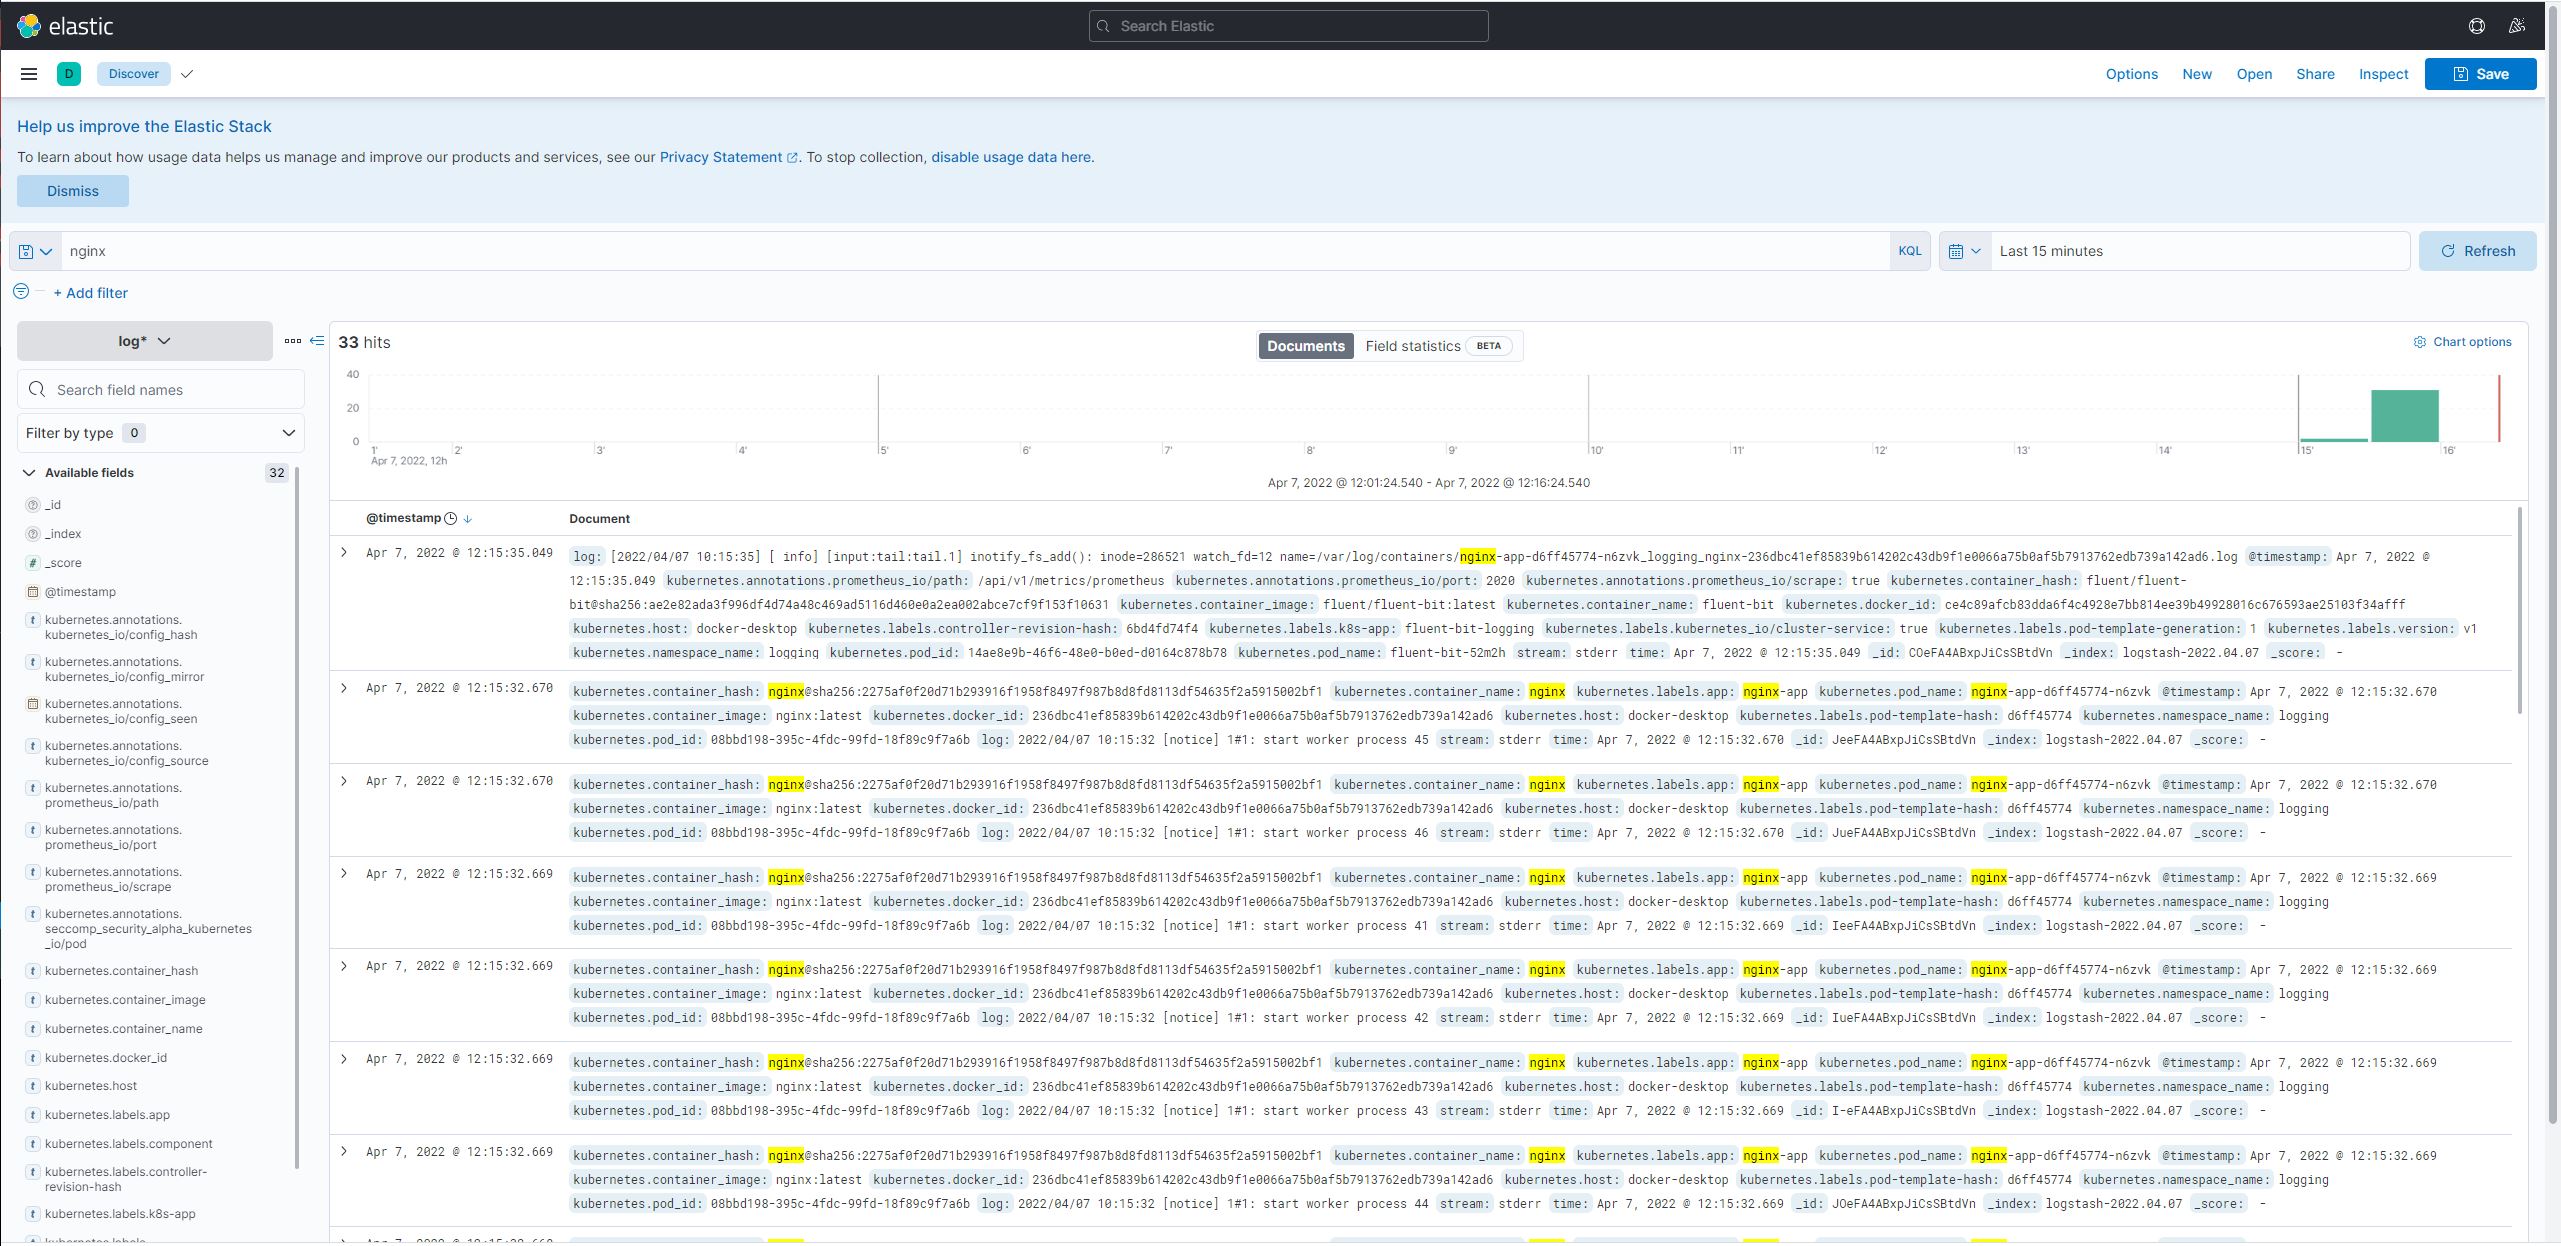 elastic
Search Elastic
D
Discover
Options
New
Open
Share
Inspect
Save
Help us improve the Elastic Stack
To learn about how usage data helps us manage and improve our products and services, see our Privacy Statement. To stop collection, disable usage data here.
Dismiss
nginx
KQL
Last 15 minutes
Refresh
+ Add filter
log*
33 hits
Documents
Field statistics BETA
Chart options
Search field names
Filter by type 0
Available fields 32
_id
_index
# _score
@timestamp
t kubernetes.annotations.
kubernetes_io/config_hash
t kubernetes.annotations.
kubernetes_io/config_mirror
kubernetes.annotations.
kubernetes_io/config_seen
t kubernetes.annotations.
kubernetes_io/config_source
t kubernetes.annotations.
prometheus_io/path
t kubernetes.annotations.
prometheus_io/port
t kubernetes.annotations.
prometheus_io/scrape
t kubernetes.annotations.
seccomp_security_alpha_kubernetes
_io/pod
t kubernetes.container_hash
t kubernetes.container_image
t kubernetes.container_name
t kubernetes.docker_id
t kubernetes.host
t kubernetes.labels.app
t kubernetes.labels.component
t kubernetes.labels.controller-
revision-hash
t kubernetes.labels.k8s-app
40
20
0
1' 2' 3' 4' 5' 6' 7' 8' 9' 10' 11' 12' 13' 14' 15' 16'
Apr 7, 2022, 12h
Apr 7, 2022 @ 12:01:24.540 - Apr 7, 2022 @ 12:16:24.540
@timestamp Document
Apr 7, 2022 @ 12:15:35.049 log: [2022/04/07 10:15:35] [ info] [input:tail:tail.1] inotify_fs_add(): inode=286521 watch_fd=12 name=/var/log/containers/nginx-app-d6ff45774-n6zvk_logging_nginx-236dbc41ef85839b614202c43db9f1e0066a75b0af5b7913762edb739a142ad6.log @timestamp: Apr 7, 2022 @
12:15:35.049 kubernetes.annotations.prometheus_io/path: /api/v1/metrics/prometheus kubernetes.annotations.prometheus_io/port: 2020 kubernetes.annotations.prometheus_io/scrape: true kubernetes.container_hash: fluent/fluent-
bit@sha256:ae2e82ada3f996df4d74a48c469ad5116d460e0a2ea002abce7cf9f153f10631 kubernetes.container_image: fluent/fluent-bit:latest kubernetes.container_name: fluent-bit kubernetes.docker_id: ce4c89afcb83dda6f4c4928e7bb814ee39b49928016c676593ae25103f34afff
kubernetes.host: docker-desktop kubernetes.labels.controller-revision-hash: 6bd4fd74f4 kubernetes.labels.k8s-app: fluent-bit-logging kubernetes.labels.kubernetes_io/cluster-service: true kubernetes.labels.pod-template-generation: 1 kubernetes.labels.version: v1
kubernetes.namespace_name: logging kubernetes.pod_id: 14ae8e9b-46f6-48e0-b0ed-d0164c878b78 kubernetes.pod_name: fluent-bit-52m2h stream: stderr time: Apr 7, 2022 @ 12:15:35.049 _id: COeFA4ABxpJiCsSBtdVn _index: logstash-2022.04.07 _score: -
Apr 7, 2022 @ 12:15:32.670 kubernetes.container_hash: nginx@sha256:2275af0f20d71b293916f1958f8497f987b8d8fd8113df54635f2a5915002bf1 kubernetes.container_name: nginx kubernetes.labels.app: nginx-app kubernetes.pod_name: nginx-app-d6ff45774-n6zvk @timestamp: Apr 7, 2022 @ 12:15:32.670
kubernetes.container_image: nginx:latest kubernetes.docker_id: 236dbc41ef85839b614202c43db9f1e0066a75b0af5b7913762edb739a142ad6 kubernetes.host: docker-desktop kubernetes.labels.pod-template-hash: d6ff45774 kubernetes.namespace_name: logging
kubernetes.pod_id: 08bbd198-395c-4fdc-99fd-18f89c9f7a6b log: 2022/04/07 10:15:32 [notice] 1#1: start worker process 45 stream: stderr time: Apr 7, 2022 @ 12:15:32.670 _id: JeeFA4ABxpJiCsSBtdVn _index: logstash-2022.04.07 _score: -
Apr 7, 2022 @ 12:15:32.670 kubernetes.container_hash: nginx@sha256:2275af0f20d71b293916f1958f8497f987b8d8fd8113df54635f2a5915002bf1 kubernetes.container_name: nginx kubernetes.labels.app: nginx-app kubernetes.pod_name: nginx-app-d6ff45774-n6zvk @timestamp: Apr 7, 2022 @ 12:15:32.670
kubernetes.container_image: nginx:latest kubernetes.docker_id: 236dbc41ef85839b614202c43db9f1e0066a75b0af5b7913762edb739a142ad6 kubernetes.host: docker-desktop kubernetes.labels.pod-template-hash: d6ff45774 kubernetes.namespace_name: logging
kubernetes.pod_id: 08bbd198-395c-4fdc-99fd-18f89c9f7a6b log: 2022/04/07 10:15:32 [notice] 1#1: start worker process 46 stream: stderr time: Apr 7, 2022 @ 12:15:32.670 _id: JueFA4ABxpJiCsSBtdVn _index: logstash-2022.04.07 _score: -
Apr 7, 2022 @ 12:15:32.669 kubernetes.container_hash: nginx@sha256:2275af0f20d71b293916f1958f8497f987b8d8fd8113df54635f2a5915002bf1 kubernetes.container_name: nginx kubernetes.labels.app: nginx-app kubernetes.pod_name: nginx-app-d6ff45774-n6zvk @timestamp: Apr 7, 2022 @ 12:15:32.669
kubernetes.container_image: nginx:latest kubernetes.docker_id: 236dbc41ef85839b614202c43db9f1e0066a75b0af5b7913762edb739a142ad6 kubernetes.host: docker-desktop kubernetes.labels.pod-template-hash: d6ff45774 kubernetes.namespace_name: logging
kubernetes.pod_id: 08bbd198-395c-4fdc-99fd-18f89c9f7a6b log: 2022/04/07 10:15:32 [notice] 1#1: start worker process 41 stream: stderr time: Apr 7, 2022 @ 12:15:32.669 _id: IeeFA4ABxpJiCsSBtdVn _index: logstash-2022.04.07 _score: -
Apr 7, 2022 @ 12:15:32.669 kubernetes.container_hash: nginx@sha256:2275af0f20d71b293916f1958f8497f987b8d8fd8113df54635f2a5915002bf1 kubernetes.container_name: nginx kubernetes.labels.app: nginx-app kubernetes.pod_name: nginx-app-d6ff45774-n6zvk @timestamp: Apr 7, 2022 @ 12:15:32.669
kubernetes.container_image: nginx:latest kubernetes.docker_id: 236dbc41ef85839b614202c43db9f1e0066a75b0af5b7913762edb739a142ad6 kubernetes.host: docker-desktop kubernetes.labels.pod-template-hash: d6ff45774 kubernetes.namespace_name: logging
kubernetes.pod_id: 08bbd198-395c-4fdc-99fd-18f89c9f7a6b log: 2022/04/07 10:15:32 [notice] 1#1: start worker process 42 stream: stderr time: Apr 7, 2022 @ 12:15:32.669 _id: IueFA4ABxpJiCsSBtdVn _index: logstash-2022.04.07 _score: -
Apr 7, 2022 @ 12:15:32.669 kubernetes.container_hash: nginx@sha256:2275af0f20d71b293916f1958f8497f987b8d8fd8113df54635f2a5915002bf1 kubernetes.container_name: nginx kubernetes.labels.app: nginx-app kubernetes.pod_name: nginx-app-d6ff45774-n6zvk @timestamp: Apr 7, 2022 @ 12:15:32.669
kubernetes.container_image: nginx:latest kubernetes.docker_id: 236dbc41ef85839b614202c43db9f1e0066a75b0af5b7913762edb739a142ad6 kubernetes.host: docker-desktop kubernetes.labels.pod-template-hash: d6ff45774 kubernetes.namespace_name: logging
kubernetes.pod_id: 08bbd198-395c-4fdc-99fd-18f89c9f7a6b log: 2022/04/07 10:15:32 [notice] 1#1: start worker process 43 stream: stderr time: Apr 7, 2022 @ 12:15:32.669 _id: I-eFA4ABxpJiCsSBtdVn _index: logstash-2022.04.07 _score: -
Apr 7, 2022 @ 12:15:32.669 kubernetes.container_hash: nginx@sha256:2275af0f20d71b293916f1958f8497f987b8d8fd8113df54635f2a5915002bf1 kubernetes.container_name: nginx kubernetes.labels.app: nginx-app kubernetes.pod_name: nginx-app-d6ff45774-n6zvk @timestamp: Apr 7, 2022 @ 12:15:32.669
kubernetes.container_image: nginx:latest kubernetes.docker_id: 236dbc41ef85839b614202c43db9f1e0066a75b0af5b7913762edb739a142ad6 kubernetes.host: docker-desktop kubernetes.labels.pod-template-hash: d6ff45774 kubernetes.namespace_name: logging
kubernetes.pod_id: 08bbd198-395c-4fdc-99fd-18f89c9f7a6b log: 2022/04/07 10:15:32 [notice] 1#1: start worker process 44 stream: stderr time: Apr 7, 2022 @ 12:15:32.669 _id: JOeFA4ABxpJiCsSBtdVn _index: logstash-2022.04.07 _score: -